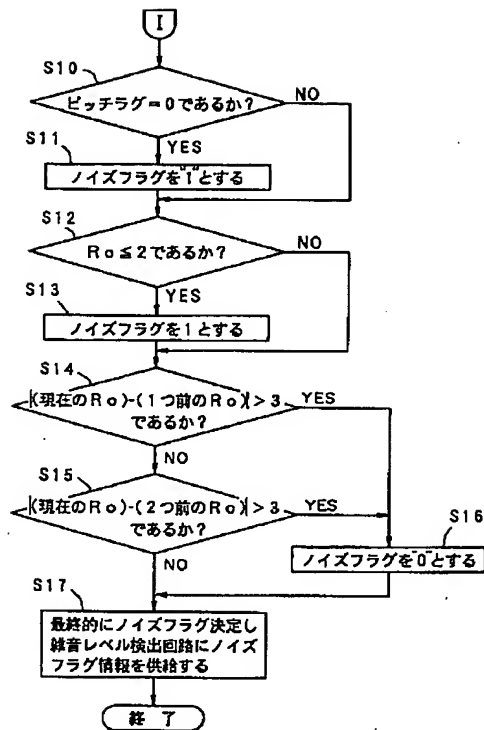 I
S10
ピッチラグ=0であるか?
NO
YES
S11
ノイズフラグを"1"とする
S12
Ro≦2であるか?
NO
YES
S13
ノイズフラグを1とする
S14
|(現在のRo)-(1つ前のRo)|>3
であるか?
YES
NO
S15
|(現在のRo)-(2つ前のRo)|>3
であるか?
YES
NO
S16
ノイズフラグを"0"とする
S17
最終的にノイズフラグ決定し
雑音レベル検出回路にノイズ
フラグ情報を供給する
終了